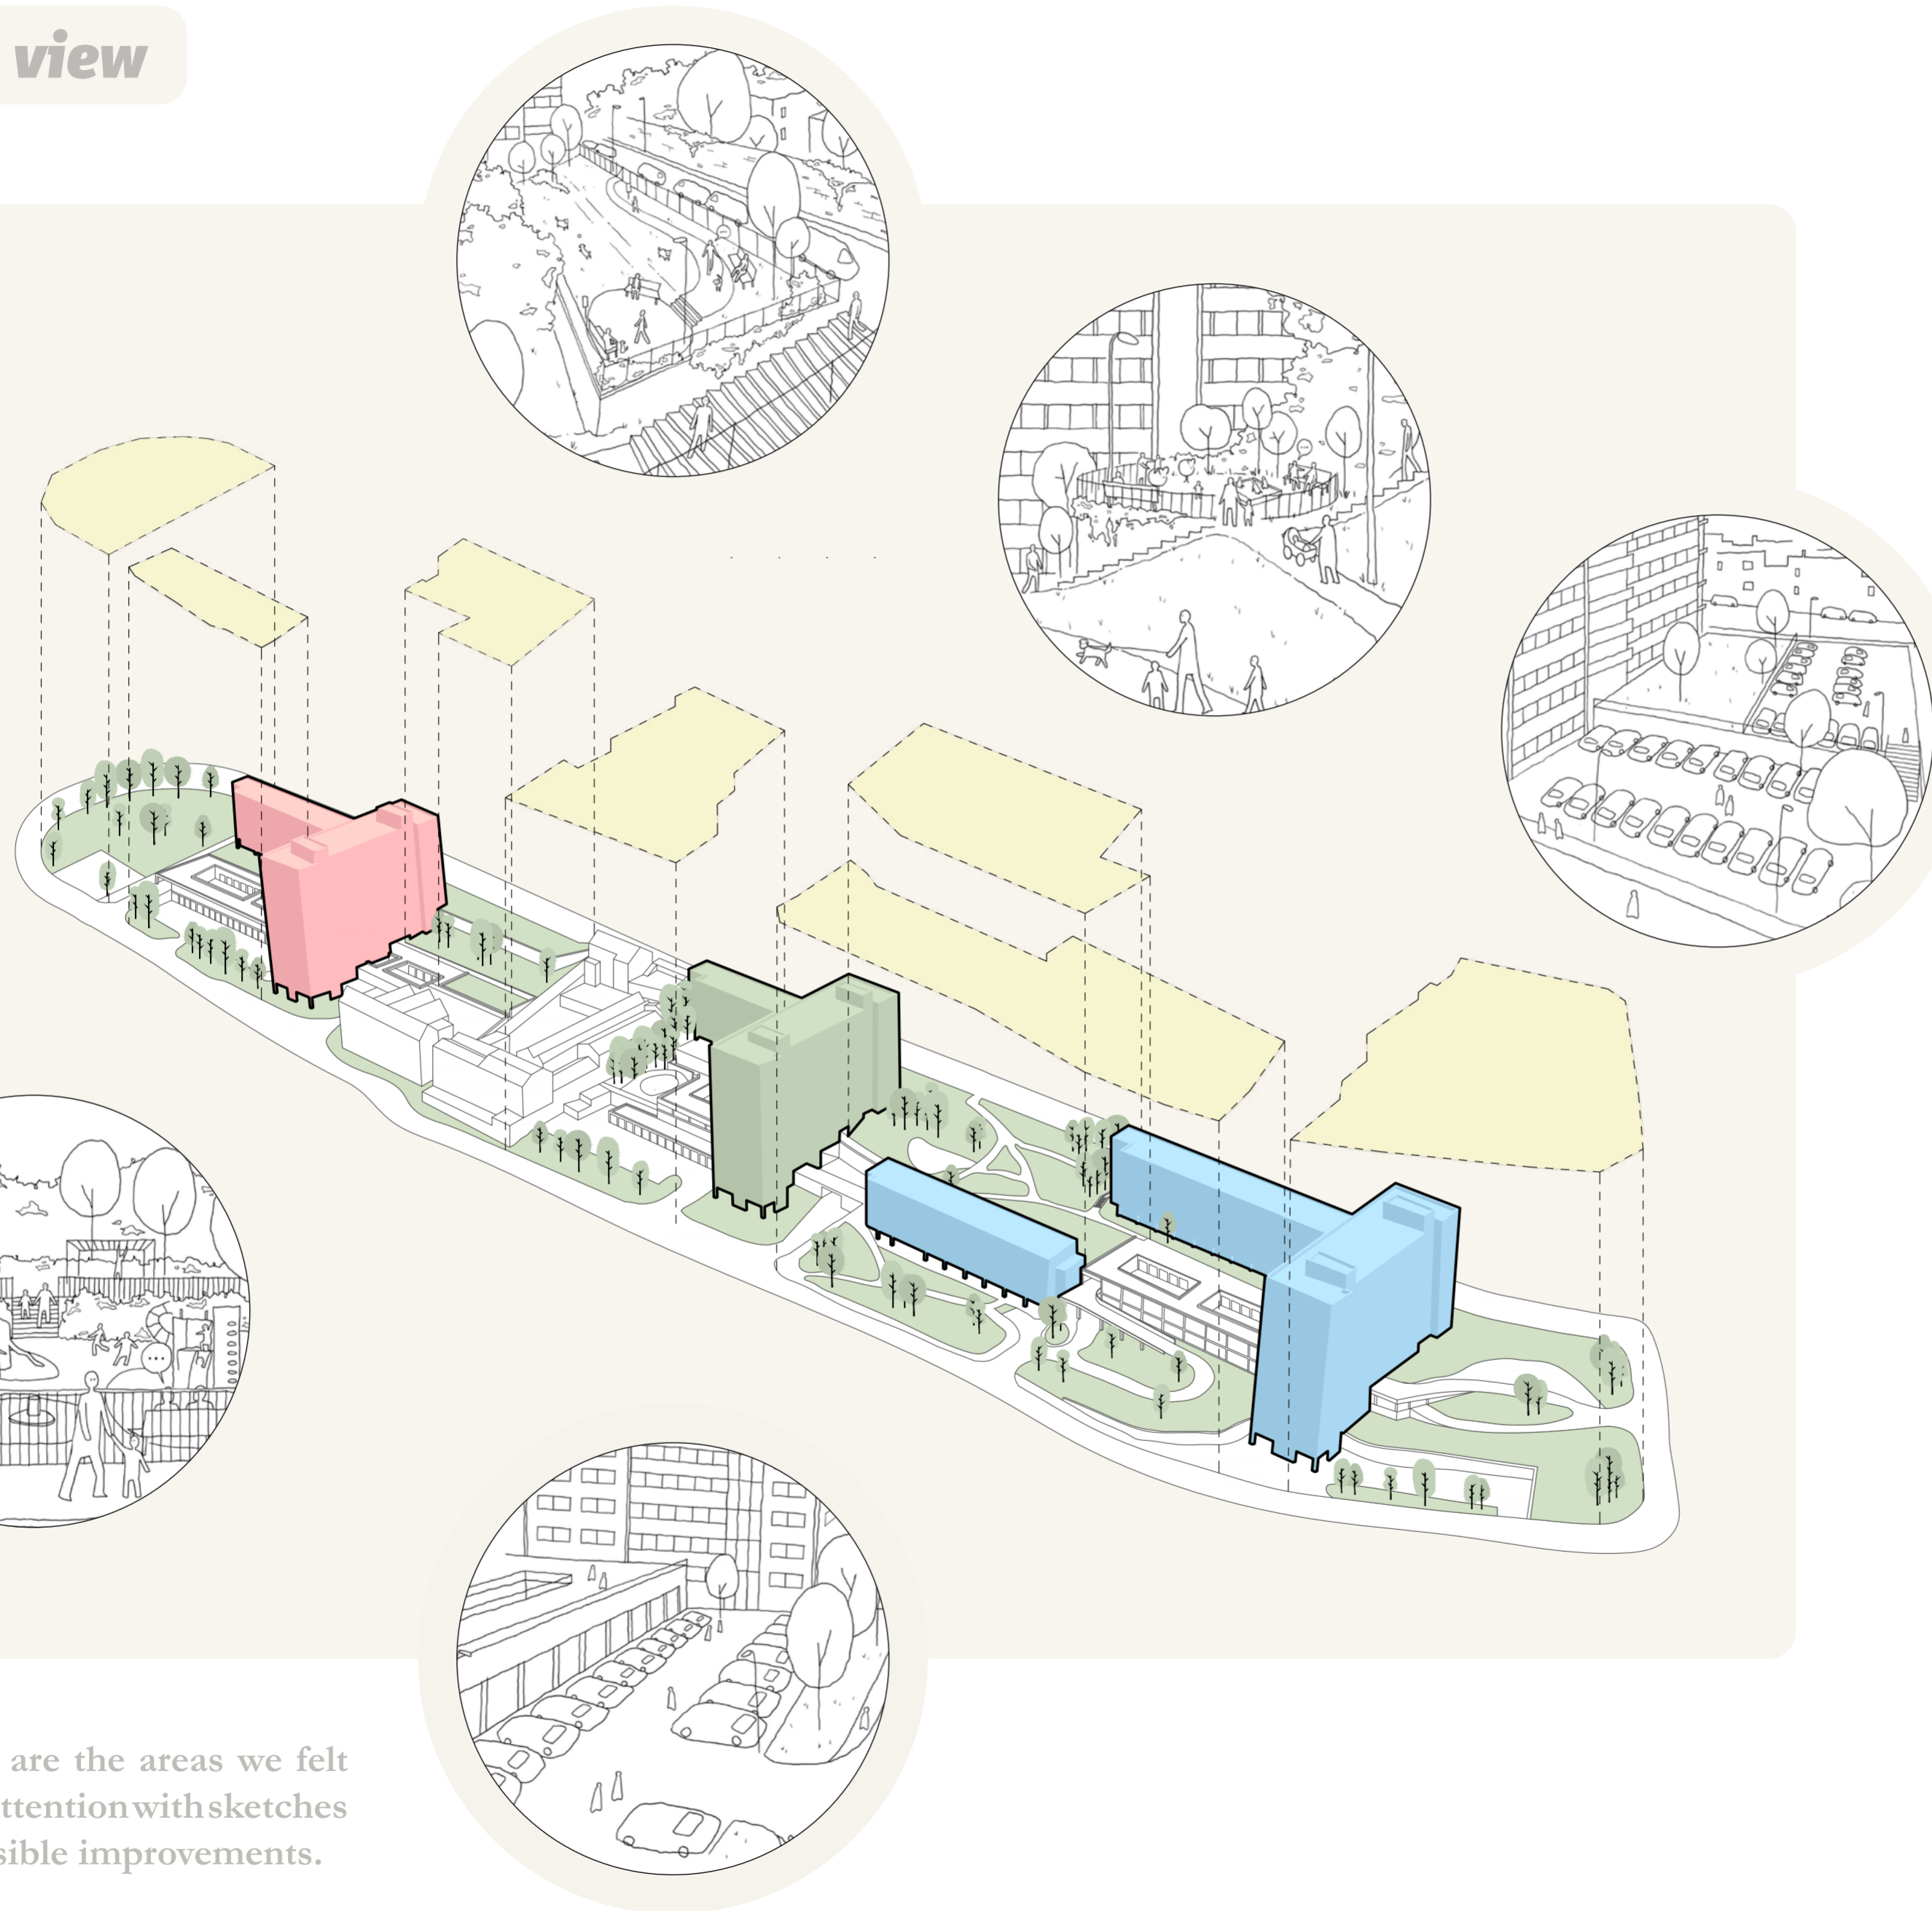 view
are the areas we felt
ttention with sketches
sible improvements.